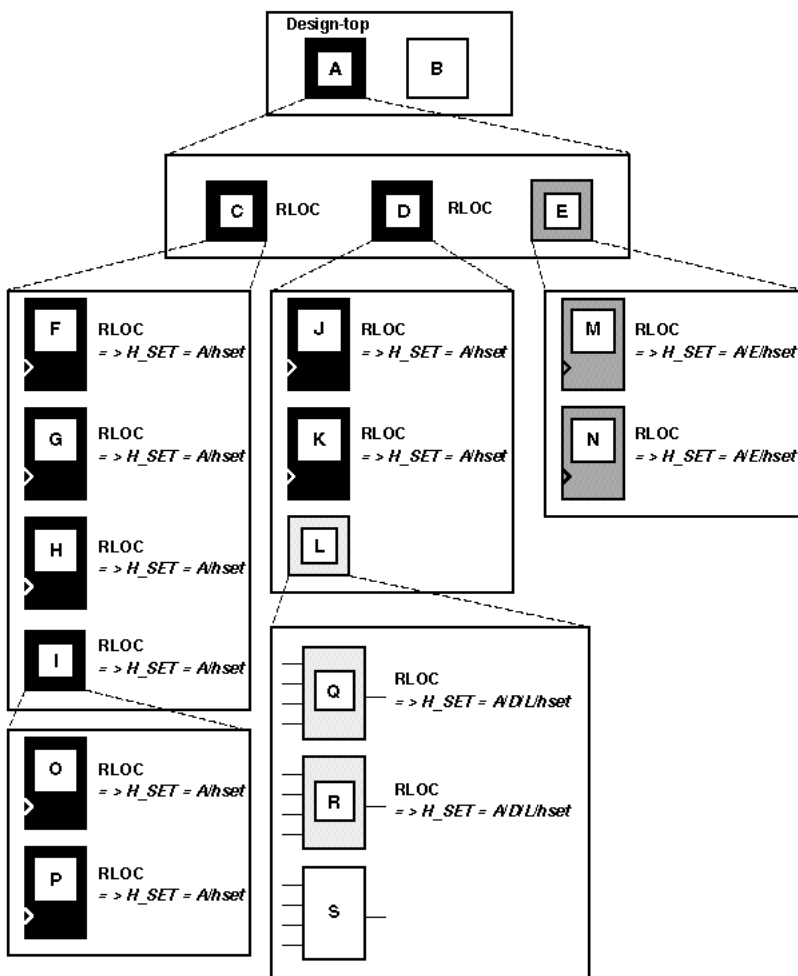 Design-top
A
B
C
RLOC
D
RLOC
E
F
RLOC
= > H_SET = A/hset
G
RLOC
= > H_SET = A/hset
H
RLOC
= > H_SET = A/hset
I
RLOC
= > H_SET = A/hset
J
RLOC
= > H_SET = A/hset
K
RLOC
= > H_SET = A/hset
L
M
RLOC
= > H_SET = A/E/hset
N
RLOC
= > H_SET = A/E/hset
O
RLOC
= > H_SET = A/hset
P
RLOC
= > H_SET = A/hset
Q
RLOC
= > H_SET = A/D/L/hset
R
RLOC
= > H_SET = A/D/L/hset
S